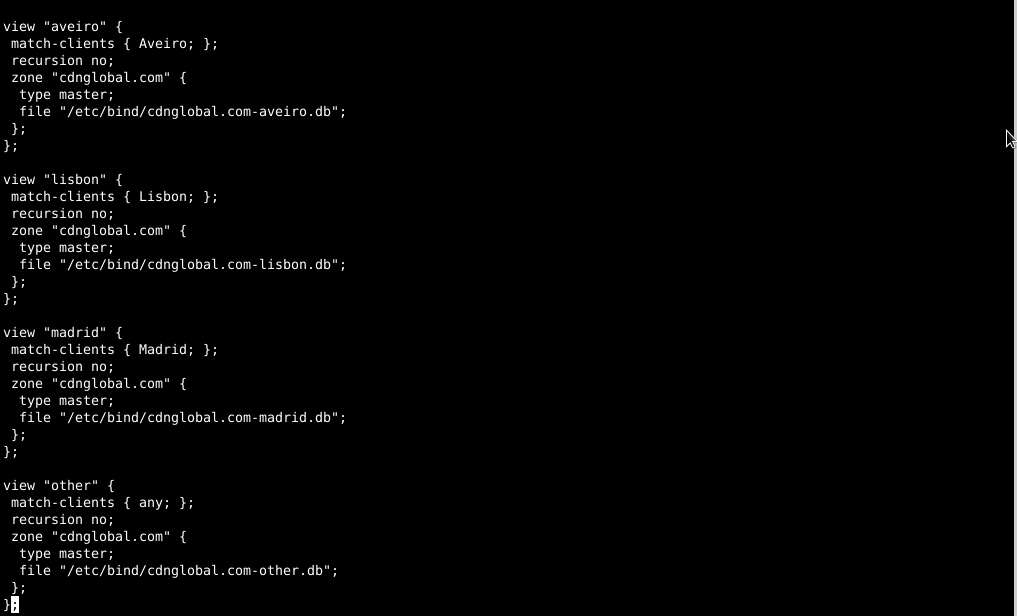 view "aveiro" {
 match-clients { Aveiro; };
 recursion no;
 zone "cdnglobal.com" {
  type master;
  file "/etc/bind/cdnglobal.com-aveiro.db";
 };
};

view "lisbon" {
 match-clients { Lisbon; };
 recursion no;
 zone "cdnglobal.com" {
  type master;
  file "/etc/bind/cdnglobal.com-lisbon.db";
 };
};

view "madrid" {
 match-clients { Madrid; };
 recursion no;
 zone "cdnglobal.com" {
  type master;
  file "/etc/bind/cdnglobal.com-madrid.db";
 };
};

view "other" {
 match-clients { any; };
 recursion no;
 zone "cdnglobal.com" {
  type master;
  file "/etc/bind/cdnglobal.com-other.db";
 };
};